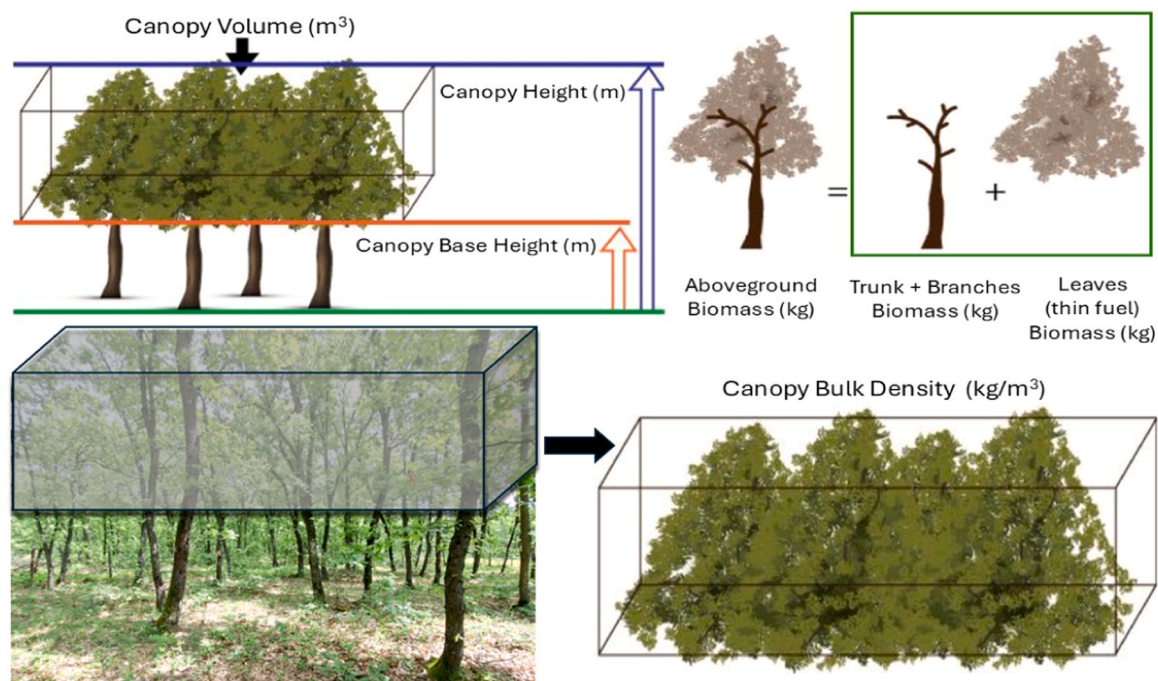 Canopy Volume (m³)
Canopy Height (m)
Canopy Base Height (m)
=
+
Aboveground
Biomass (kg)
Trunk + Branches
Biomass (kg)
Leaves
(thin fuel)
Biomass (kg)
Canopy Bulk Density (kg/m³)